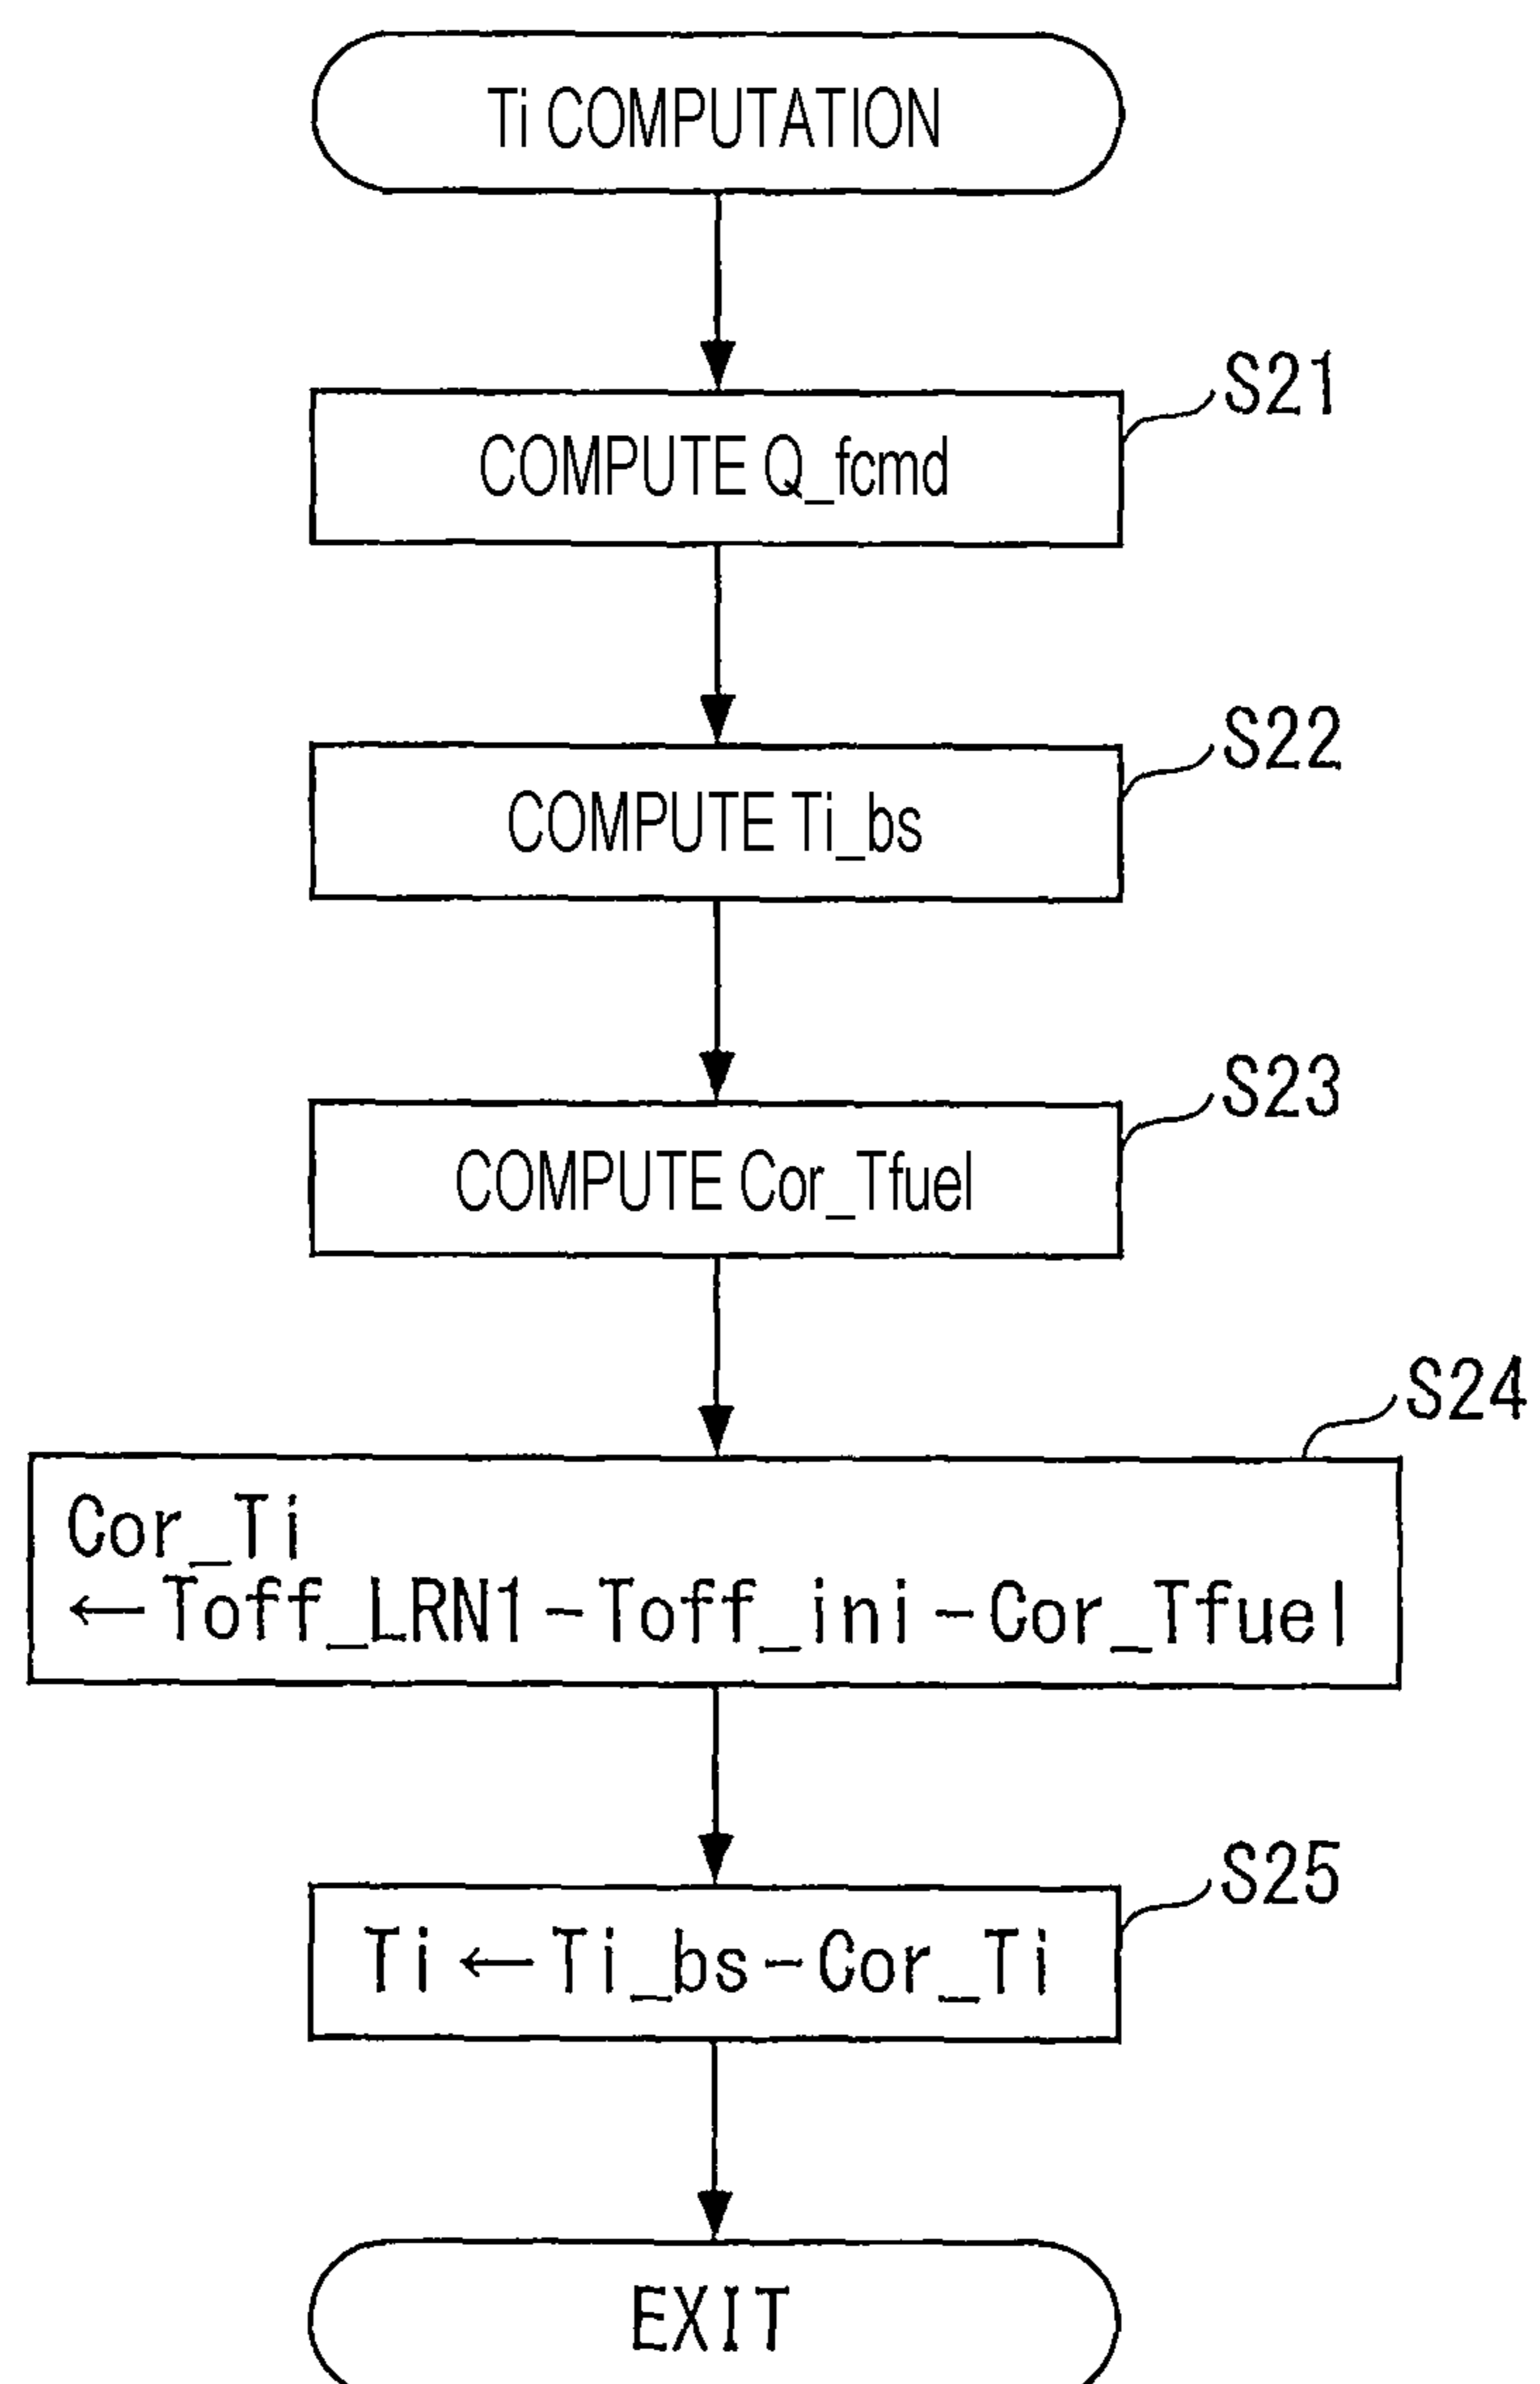 Ti COMPUTATION
S21
COMPUTE Q_fcmd
S22
COMPUTE Ti_bs
S23
COMPUTE Cor_Tfuel
S24
Cor_Ti
←Toff_LRN1-Toff_ini-Cor_Tfuel
S25
Ti←Ti_bs-Cor_Ti
EXIT